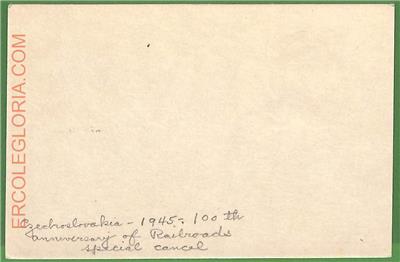 ERCOLEGLORIA.COM
Czechoslovakia - 1945 - 100th
anniversary of Railroads
special cancel